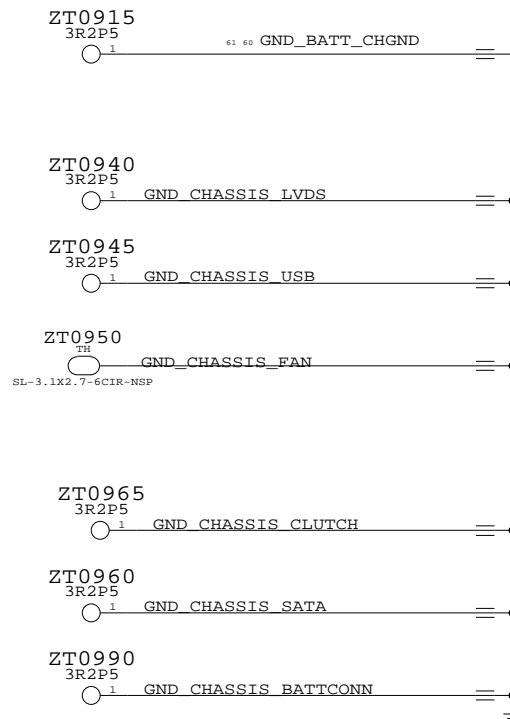 ZT0915
3R2P5
1
61 60 GND_BATT_CHGND
ZT0940
3R2P5
1 GND_CHASSIS_LVDS
ZT0945
3R2P5
1 GND_CHASSIS_USB
ZT0950
TH
GND_CHASSIS_FAN
SL-3.1X2.7-6CIR-NSP
ZT0965
3R2P5
1 GND_CHASSIS_CLUTCH
ZT0960
3R2P5
1 GND_CHASSIS_SATA
ZT0990
3R2P5
1 GND_CHASSIS_BATTCONN